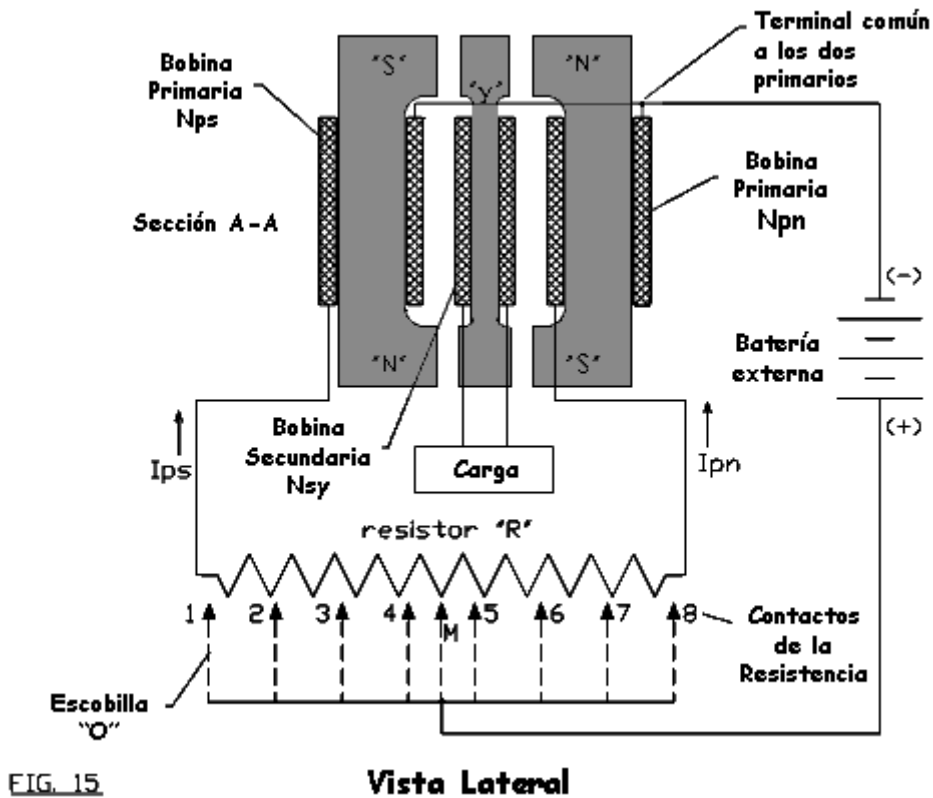 Bobina
Primaria
Nps
"S"
"Y"
"N"
Terminal común
a los dos
primarios
Sección A-A
Bobina
Primaria
Npn
(-)
Batería
externa
(+)
"N"
"S"
Bobina
Secundaria
Nsy
Ips
Carga
Ipn
resistor "R"
1 2 3 4 M 5 6 7 8
Contactos
de la
Resistencia
Escobilla
"O"
FIG. 15
Vista Lateral